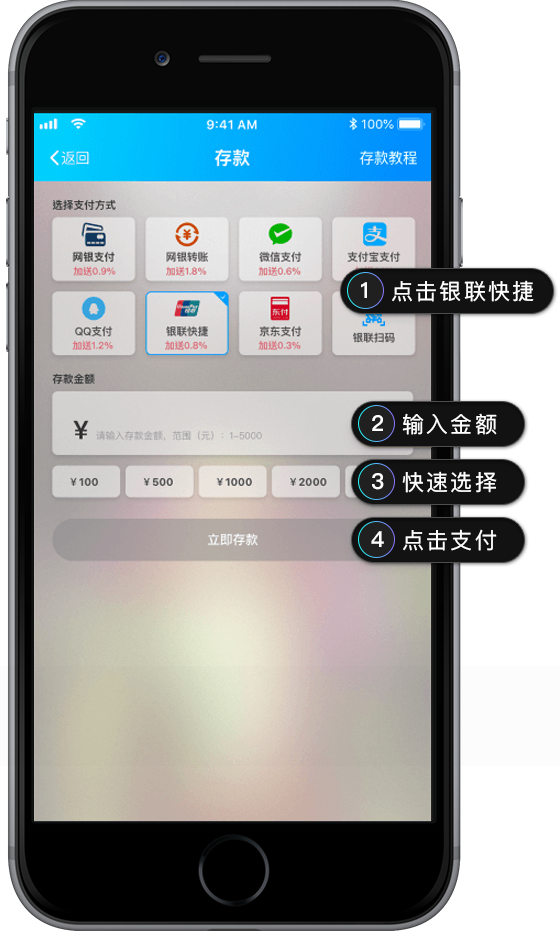 9:41 AM
100%
返回
存款
存款教程
选择支付方式
网银支付
加送0.9%
网银转账
加送1.8%
微信支付
加送0.6%
支
支付宝支付
1 点击银联快捷
QQ支付
加送1.2%
银联快捷
加送0.8%
东付
京东支付
加送0.3%
银联扫码
存款金额
¥ 请输入存款金额，范围（元）：1–5000
2 输入金额
¥100
¥500
¥1000
¥2000
3 快速选择
立即存款
4 点击支付